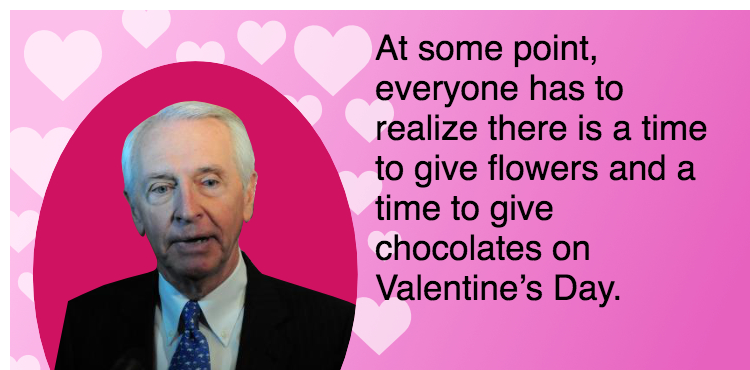 At some point,
everyone has to
realize there is a time
to give flowers and a
time to give
chocolates on
Valentine’s Day.